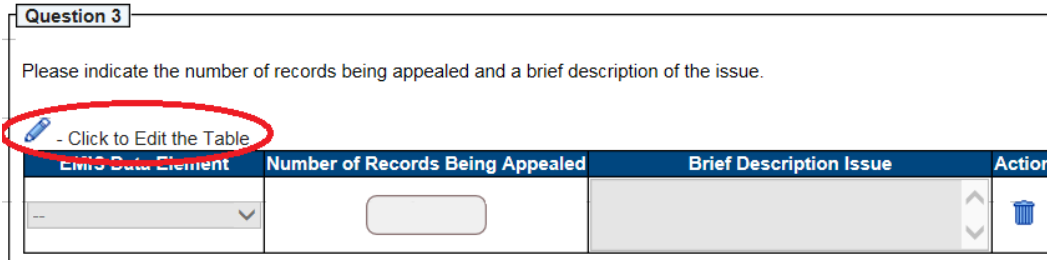 Question 3
Please indicate the number of records being appealed and a brief description of the issue.
- Click to Edit the Table
EMIS Data Element Number of Records Being Appealed Brief Description Issue Action
--